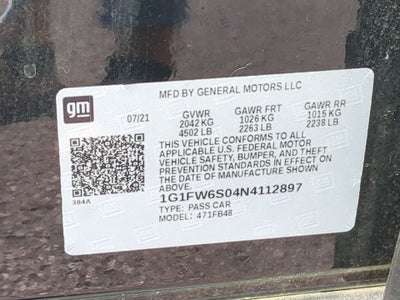 MFD BY GENERAL MOTORS LLC
gm
07/21 GVWR GAWR FRT GAWR RR
2042 KG 1026 KG 1015 KG
4502 LB 2263 LB 2238 LB
THIS VEHICLE CONFORMS TO ALL
APPLICABLE U.S. FEDERAL MOTOR
VEHICLE SAFETY, BUMPER, AND THEFT
PREVENTION STANDARDS IN EFFECT ON
THE DATE OF MANUFACTURE SHOWN
ABOVE.
384A
1G1FW6S04N4112897
TYPE: PASS CAR
MODEL: 471FB48